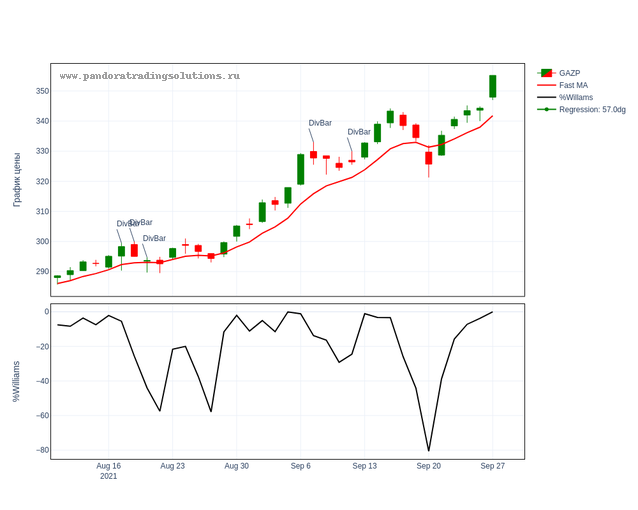 www.pandoratradingsolutions.ru
GAZP
Fast MA
%Willams
Regression: 57.0dg
График цены
350
340
330
320
310
300
290
DivBar
DivBar
DivBar
DivBar
DivBar
%Williams
0
−20
−40
−60
−80
Aug 16
2021
Aug 23
Aug 30
Sep 6
Sep 13
Sep 20
Sep 27